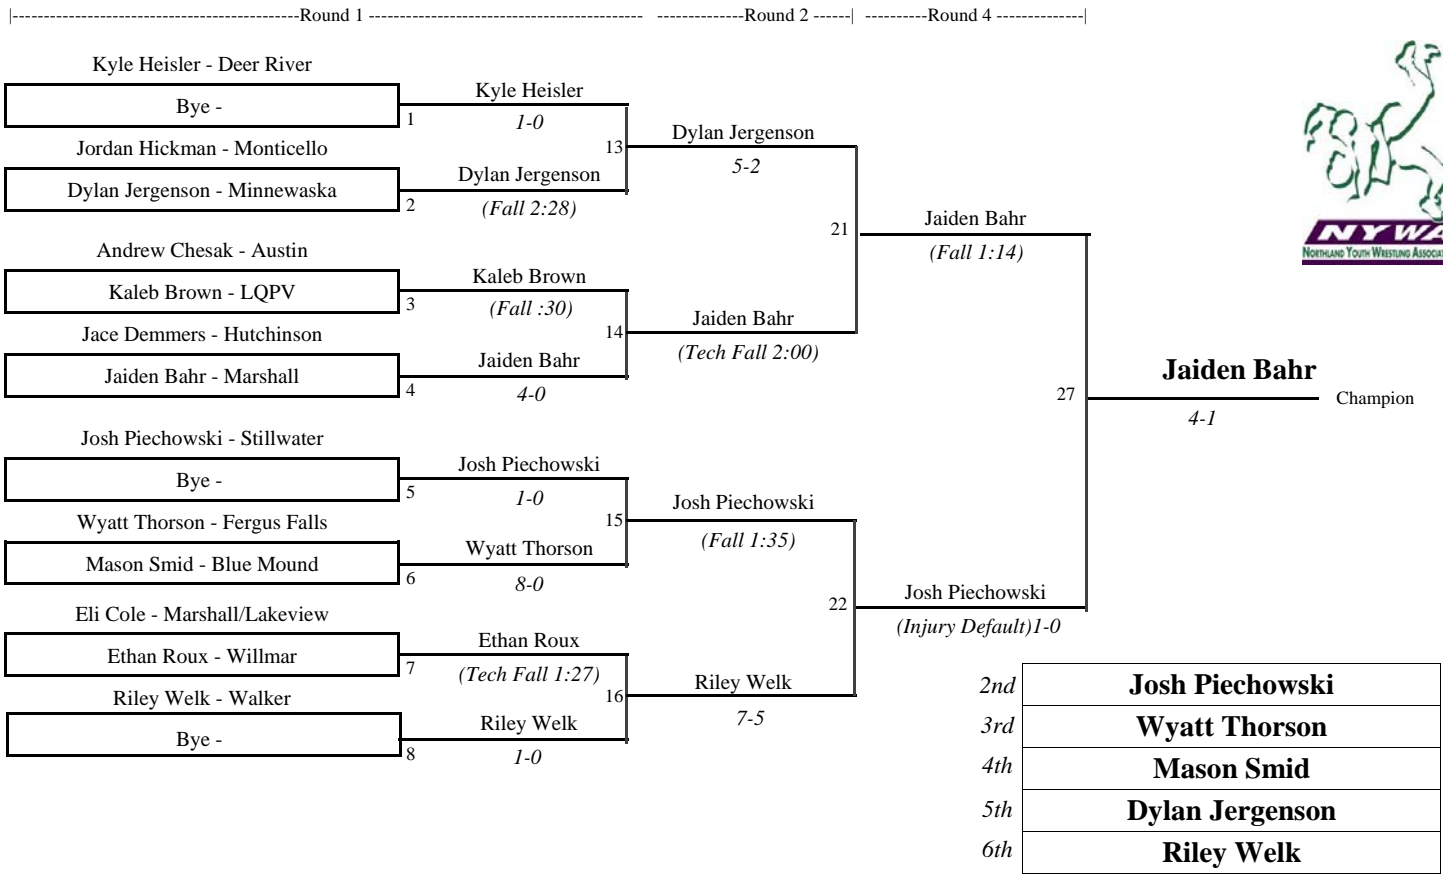 |-----------------------------------------------Round 1 --------------------------------------------- --------------Round 2 ------| ----------Round 4 --------------|
Kyle Heisler - Deer River
Bye -
1
Kyle Heisler
1-0
Jordan Hickman - Monticello
Dylan Jergenson - Minnewaska
2
Dylan Jergenson
(Fall 2:28)
13
Dylan Jergenson
5-2
Andrew Chesak - Austin
Kaleb Brown - LQPV
3
Kaleb Brown
(Fall :30)
Jace Demmers - Hutchinson
Jaiden Bahr - Marshall
4
Jaiden Bahr
4-0
14
Jaiden Bahr
(Tech Fall 2:00)
21
Jaiden Bahr
(Fall 1:14)
Josh Piechowski - Stillwater
Bye -
5
Josh Piechowski
1-0
Wyatt Thorson - Fergus Falls
Mason Smid - Blue Mound
6
Wyatt Thorson
8-0
15
Josh Piechowski
(Fall 1:35)
Eli Cole - Marshall/Lakeview
Ethan Roux - Willmar
7
Ethan Roux
(Tech Fall 1:27)
Riley Welk - Walker
Bye -
8
Riley Welk
1-0
16
Riley Welk
7-5
22
Josh Piechowski
(Injury Default)1-0
27
Jaiden Bahr
4-1
Champion
NYWA
NORTHLAND YOUTH WRESTLING ASSOCIAT
2nd Josh Piechowski
3rd Wyatt Thorson
4th Mason Smid
5th Dylan Jergenson
6th Riley Welk